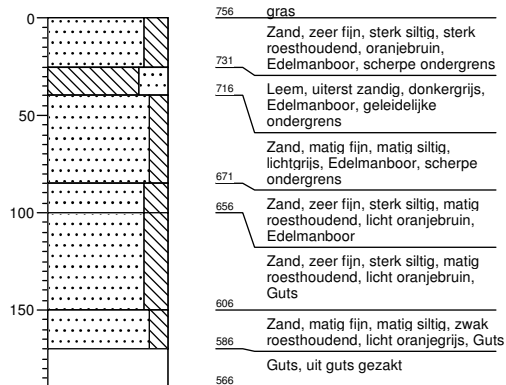 0
756 gras
Zand, zeer fijn, sterk siltig, sterk
roesthoudend, oranjebruin,
Edelmanboor, scherpe ondergrens
731
Leem, uiterst zandig, donkergrijs,
Edelmanboor, geleidelijke
ondergrens
716
50
Zand, matig fijn, matig siltig,
lichtgrijs, Edelmanboor, scherpe
ondergrens
671
Zand, zeer fijn, sterk siltig, matig
roesthoudend, licht oranjebruin,
Edelmanboor
100
656
Zand, zeer fijn, sterk siltig, matig
roesthoudend, licht oranjebruin,
Guts
150
606
Zand, matig fijn, matig siltig, zwak
roesthoudend, licht oranjegrijs, Guts
586
Guts, uit guts gezakt
566